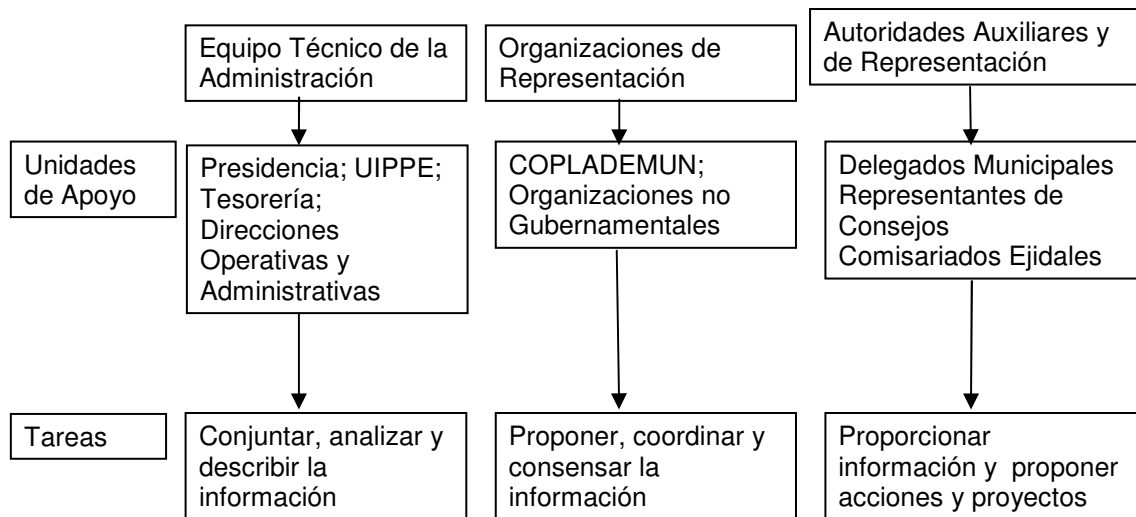 Equipo Técnico de la
Administración
Organizaciones de
Representación
Autoridades Auxiliares y
de Representación
Unidades
de Apoyo
Presidencia; UIPPE;
Tesorería;
Direcciones
Operativas y
Administrativas
COPLADEMUN;
Organizaciones no
Gubernamentales
Delegados Municipales
Representantes de
Consejos
Comisariados Ejidales
Tareas
Conjuntar, analizar y
describir la
información
Proponer, coordinar y
consensar la
información
Proporcionar
información y  proponer
acciones y proyectos